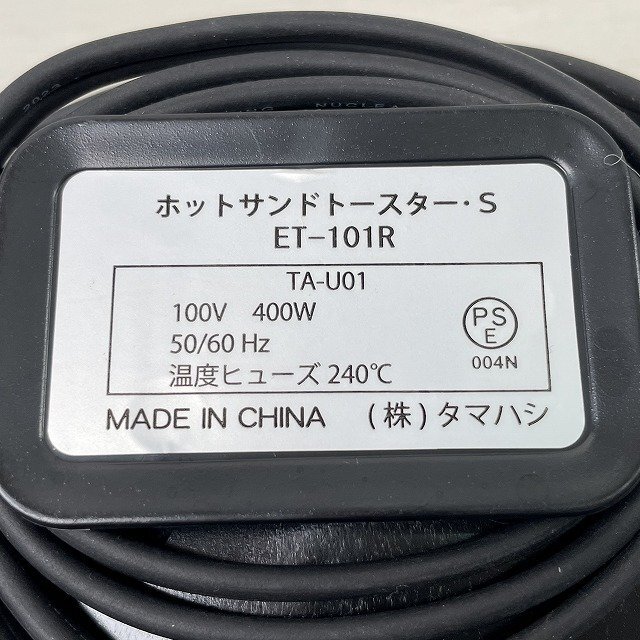 ホットサンドトースター・S
ET-101R
TA-U01
100V 400W
50/60 Hz
温度ヒューズ 240℃
PS
E
004N
MADE IN CHINA (株) タマハシ